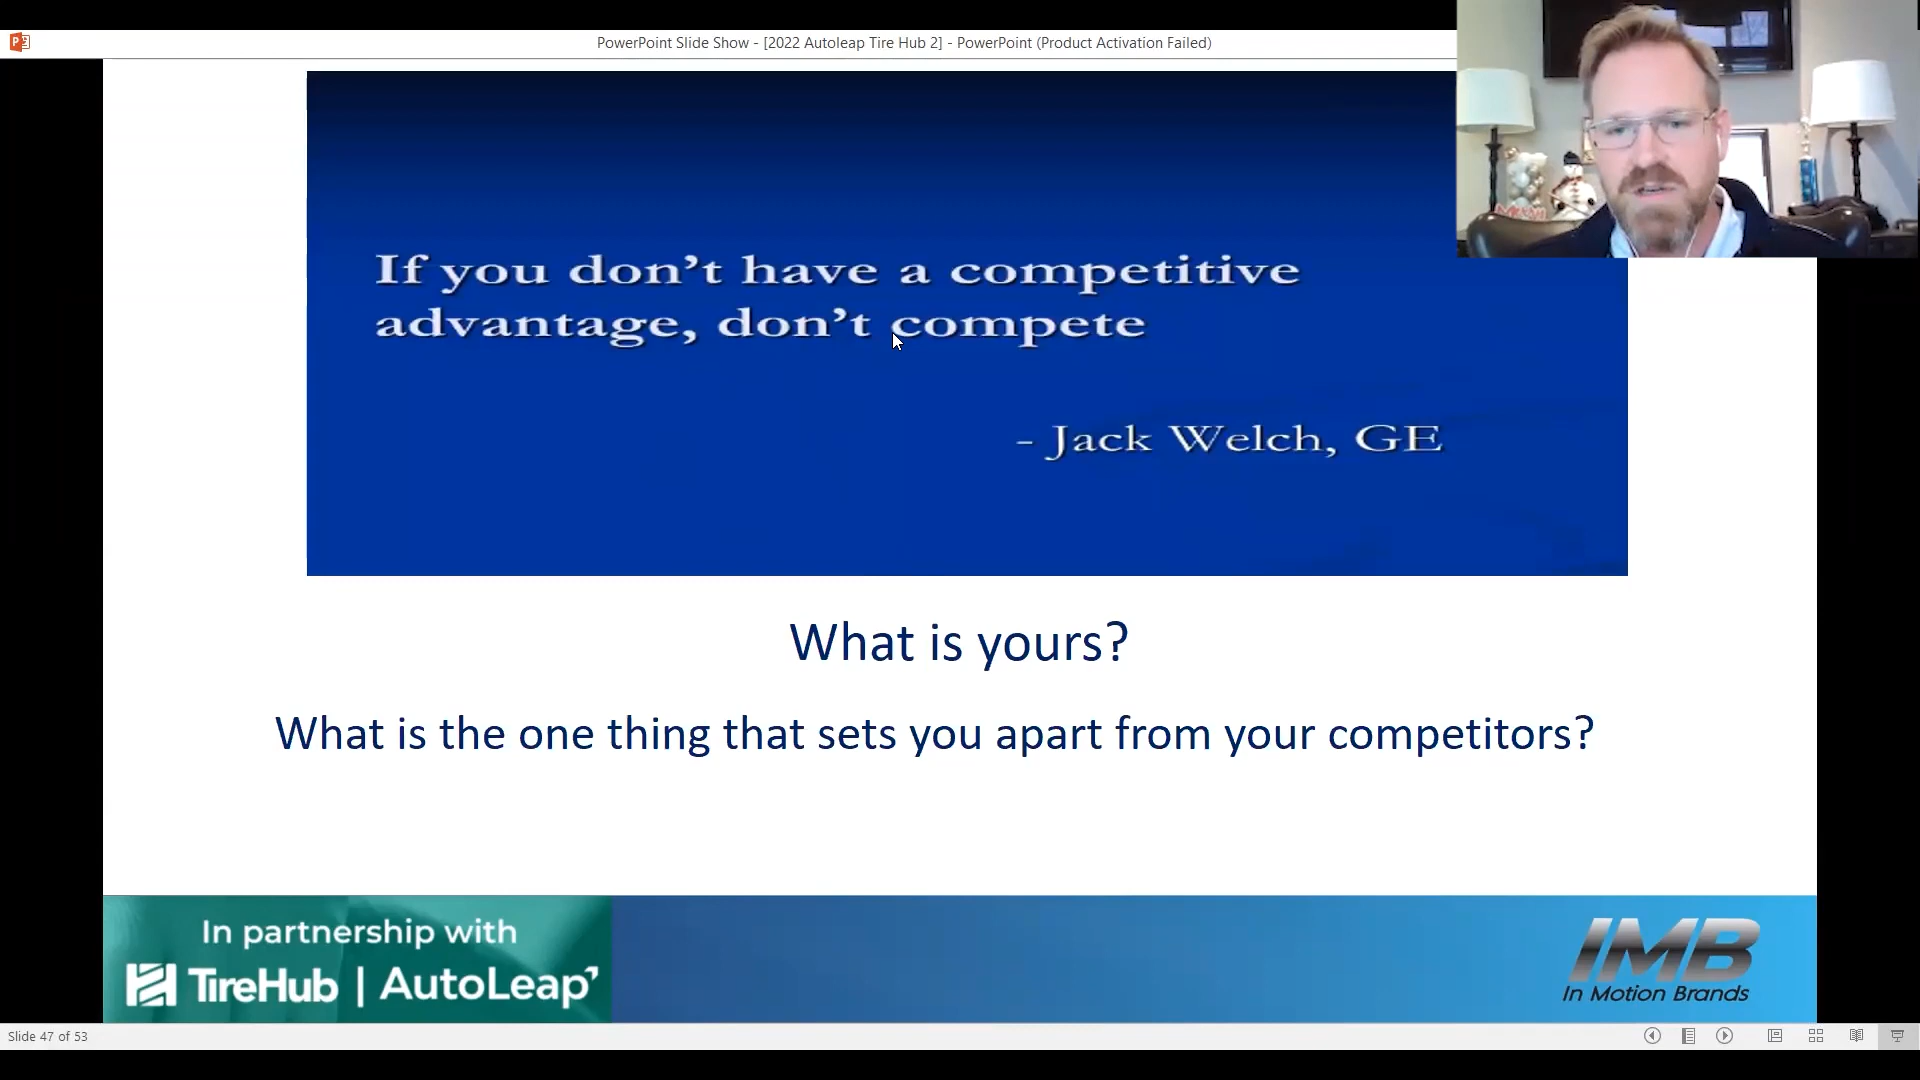 PowerPoint Slide Show - [2022 Autoleap Tire Hub 2] - PowerPoint (Product Activation Failed)
If you don't have a competitive
advantage, don't compete
- Jack Welch, GE
What is yours?
What is the one thing that sets you apart from your competitors?
In partnership with
TireHub | AutoLeap
IMB
In Motion Brands
Slide 47 of 53